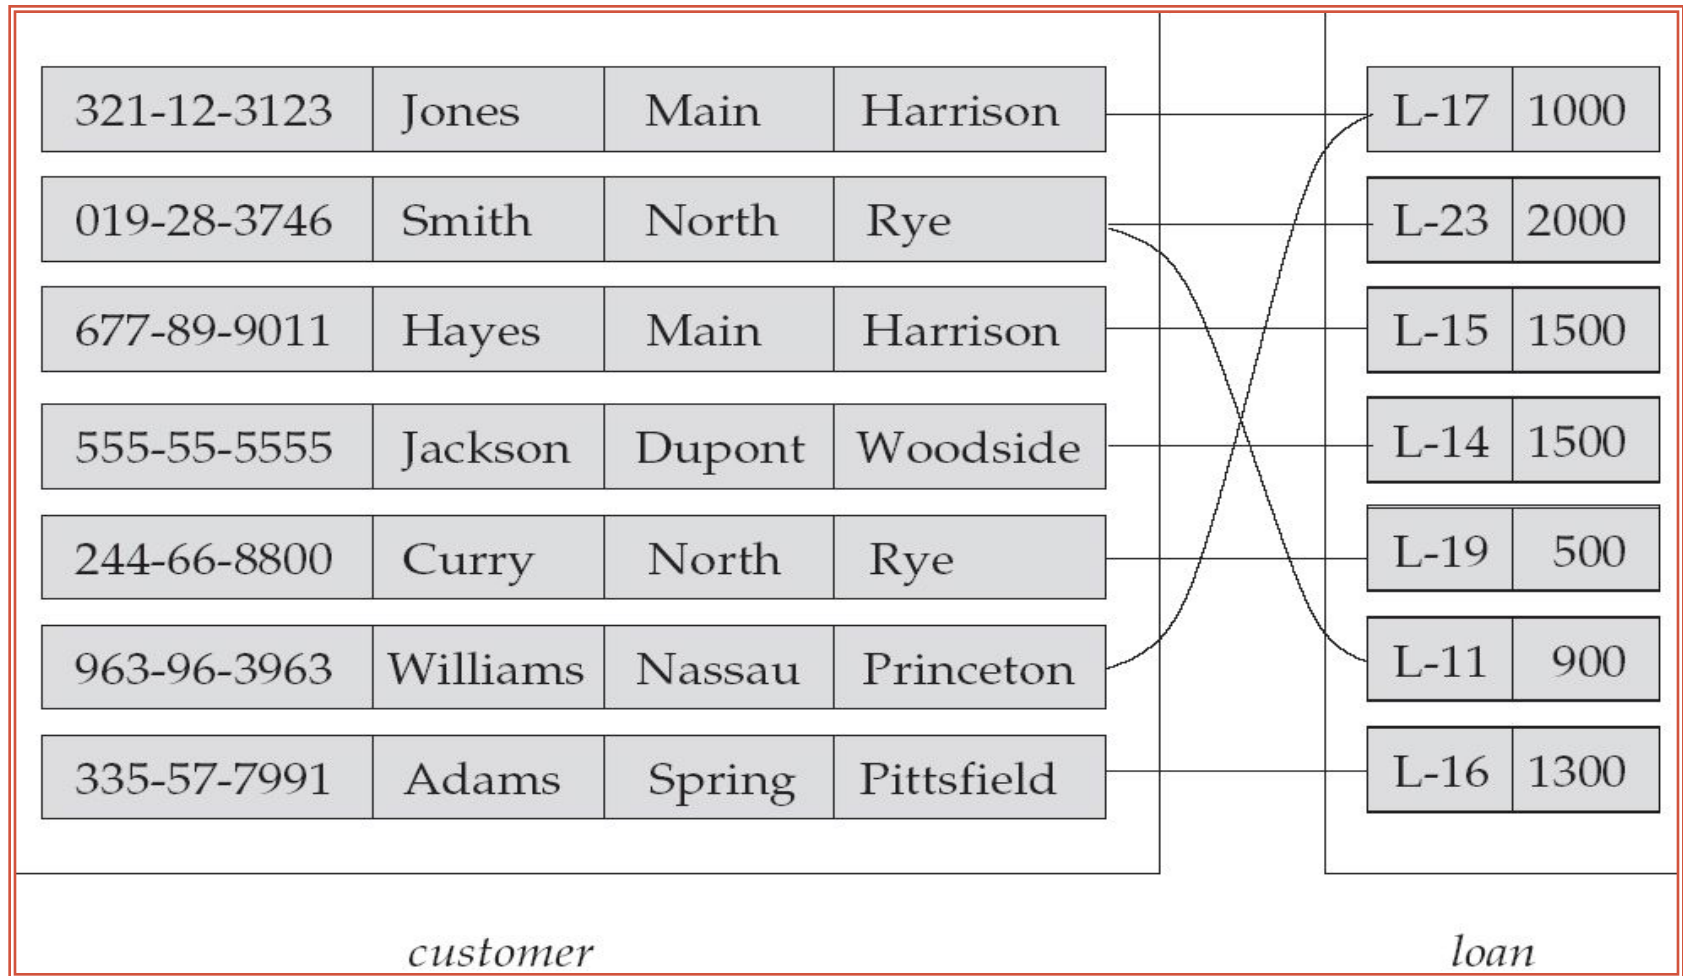 321-12-3123 Jones Main Harrison L-17 1000
019-28-3746 Smith North Rye L-23 2000
677-89-9011 Hayes Main Harrison L-15 1500
555-55-5555 Jackson Dupont Woodside L-14 1500
244-66-8800 Curry North Rye L-19 500
963-96-3963 Williams Nassau Princeton L-11 900
335-57-7991 Adams Spring Pittsfield L-16 1300
customer loan